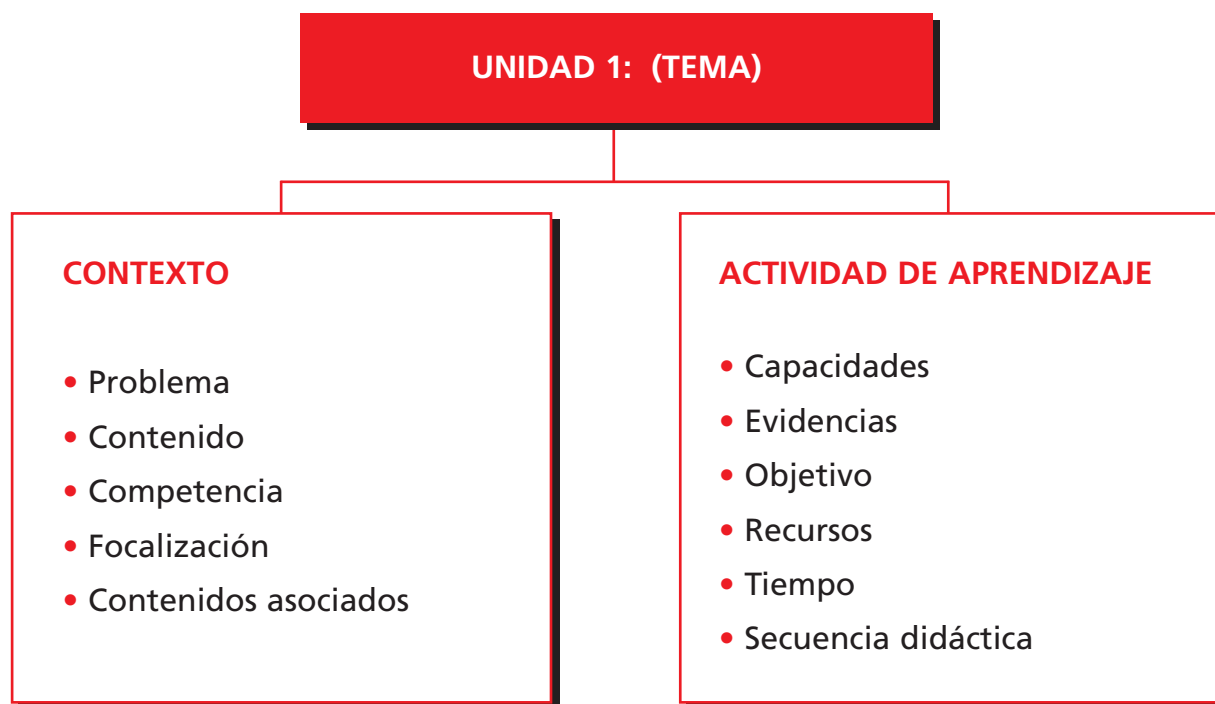 UNIDAD 1: (TEMA)
CONTEXTO
• Problema
• Contenido
• Competencia
• Focalización
• Contenidos asociados
ACTIVIDAD DE APRENDIZAJE
• Capacidades
• Evidencias
• Objetivo
• Recursos
• Tiempo
• Secuencia didáctica